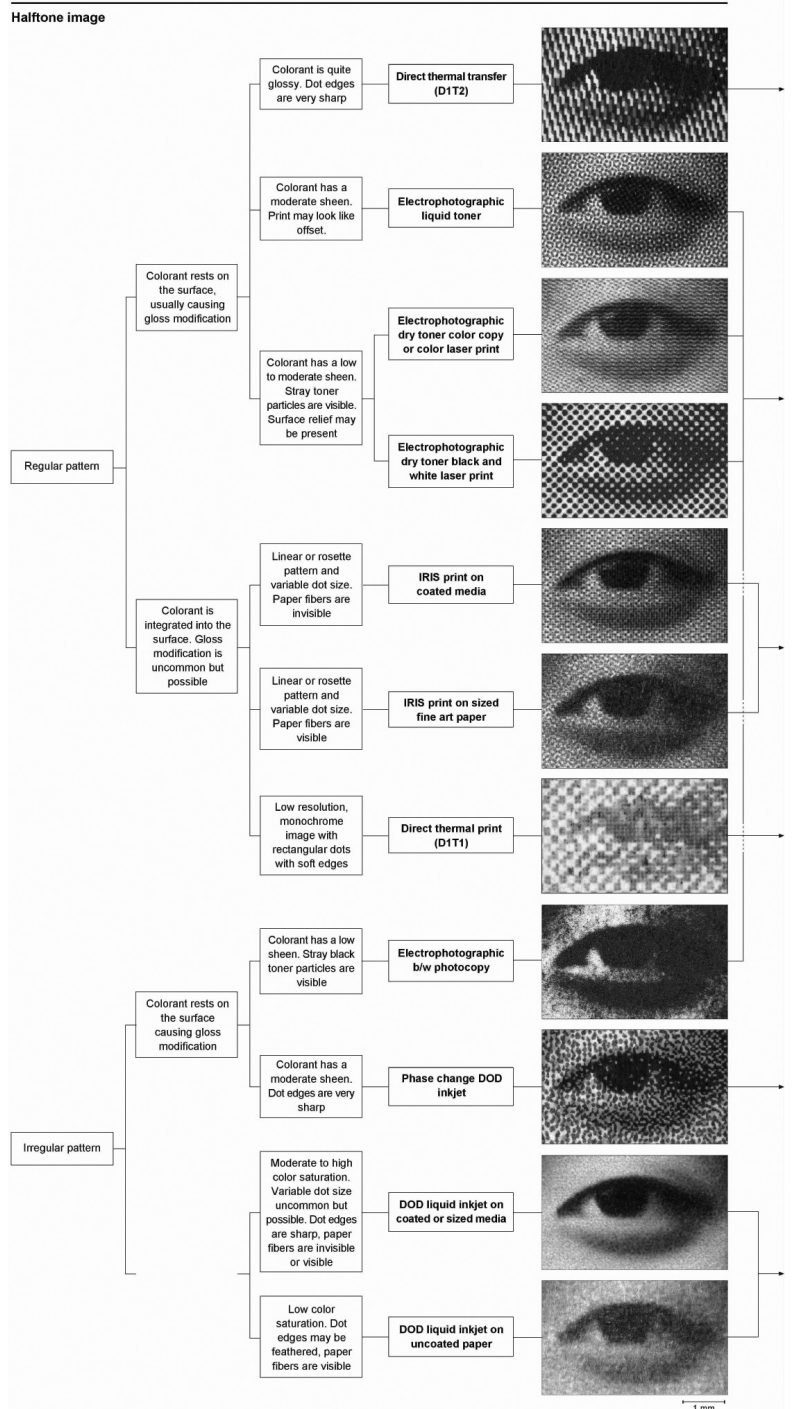 Halftone image
Colorant is quite
glossy. Dot edges
are very sharp
Direct thermal transfer
(D1T2)
Colorant has a
moderate sheen.
Print may look like
offset.
Electrophotographic
liquid toner
Colorant rests on
the surface,
usually causing
gloss modification
Electrophotographic
dry toner color copy
or color laser print
Colorant has a low
to moderate sheen.
Stray toner
particles are visible.
Surface relief may
be present
Electrophotographic
dry toner black and
white laser print
Regular pattern
Linear or rosette
pattern and
variable dot size.
Paper fibers are
invisible
IRIS print on
coated media
Colorant is
integrated into the
surface. Gloss
modification is
uncommon but
possible
Linear or rosette
pattern and
variable dot size.
Paper fibers are
visible
IRIS print on sized
fine art paper
Low resolution,
monochrome
image with
rectangular dots
with soft edges
Direct thermal print
(D1T1)
Colorant has a low
sheen. Stray black
toner particles are
visible
Electrophotographic
b/w photocopy
Colorant rests on
the surface
causing gloss
modification
Colorant has a
moderate sheen.
Dot edges are very
sharp
Phase change DOD
inkjet
Irregular pattern
Moderate to high
color saturation.
Variable dot size
uncommon but
possible. Dot edges
are sharp, paper
fibers are invisible
or visible
DOD liquid inkjet on
coated or sized media
Low color
saturation. Dot
edges may be
feathered, paper
fibers are visible
DOD liquid inkjet on
uncoated paper
1 mm